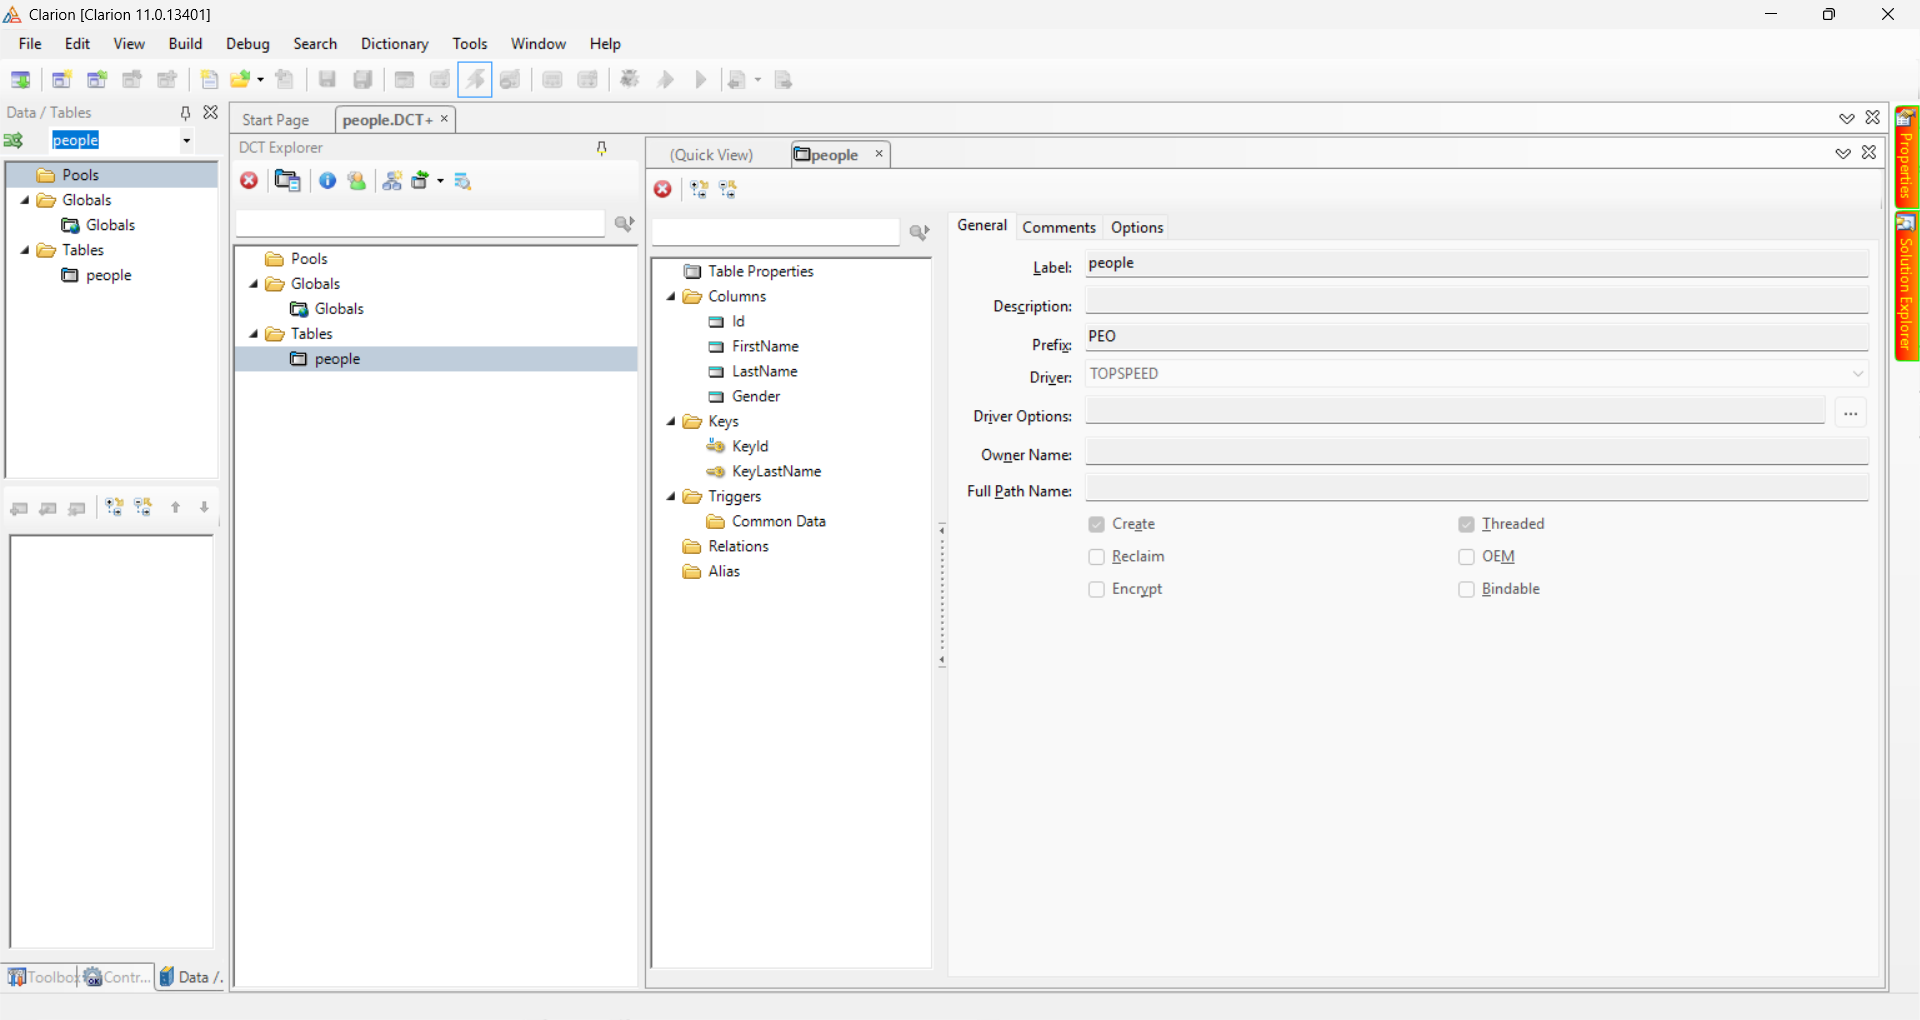 Clarion [Clarion 11.0.13401]
File Edit View Build Debug Search Dictionary Tools Window Help
Data / Tables
people
Pools
Globals
Globals
Tables
people
Toolbox
Contr...
Data /.
Start Page
people.DCT+
DCT Explorer
Pools
Globals
Globals
Tables
people
(Quick View)
people
Table Properties
Columns
Id
FirstName
LastName
Gender
Keys
KeyId
KeyLastName
Triggers
Common Data
Relations
Alias
General Comments Options
Label: people
Description:
Prefix: PEO
Driver: TOPSPEED
Driver Options: ...
Owner Name:
Full Path Name:
Create Threaded
Reclaim OEM
Encrypt Bindable
Properties
Solution Explorer